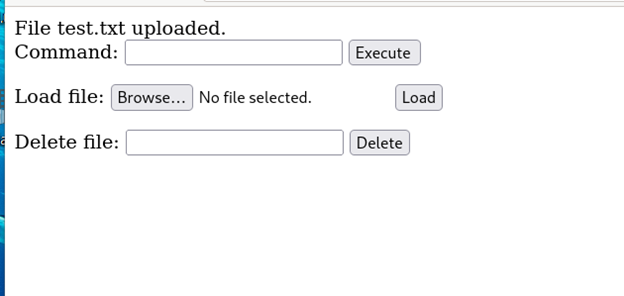 File test.txt uploaded.
Command: Execute
Load file: Browse... No file selected. Load
Delete file: Delete